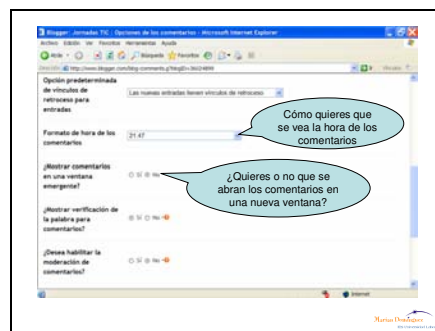 Blogger: Jornadas TIC : Opciones de los comentarios - Microsoft Internet Explorer
Archivo Edición Ver Favoritos Herramientas Ayuda
Atrás Búsqueda Favoritos
Opción predeterminada
de vínculos de
retroceso para
entradas
Las nuevas entradas tienen vínculos de retroceso
Formato de hora de los
comentarios
21:47
Cómo quieres que
se vea la hora de los
comentarios
¿Mostrar comentarios
en una ventana
emergente?
Sí No
¿Quieres o no que se
abran los comentarios en
una nueva ventana?
¿Mostrar verificación de
la palabra para
comentarios?
Sí No
¿Desea habilitar la
moderación de
comentarios?
Sí No
Internet